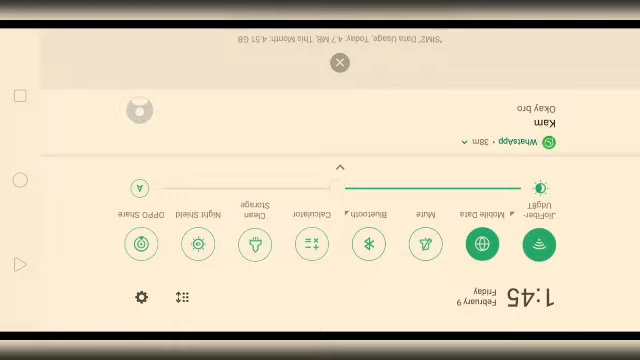 1:45
February 9
Friday
JioFiber-
Udg8T
Mobile Data
Mute
Bluetooth
Calculator
Clean
Storage
Night Shield
OPPO Share
A
WhatsApp • 38m
Kam
Okay bro
"SIM2" Data Usage, Today: 4.7 MB, This Month: 4.51 GB